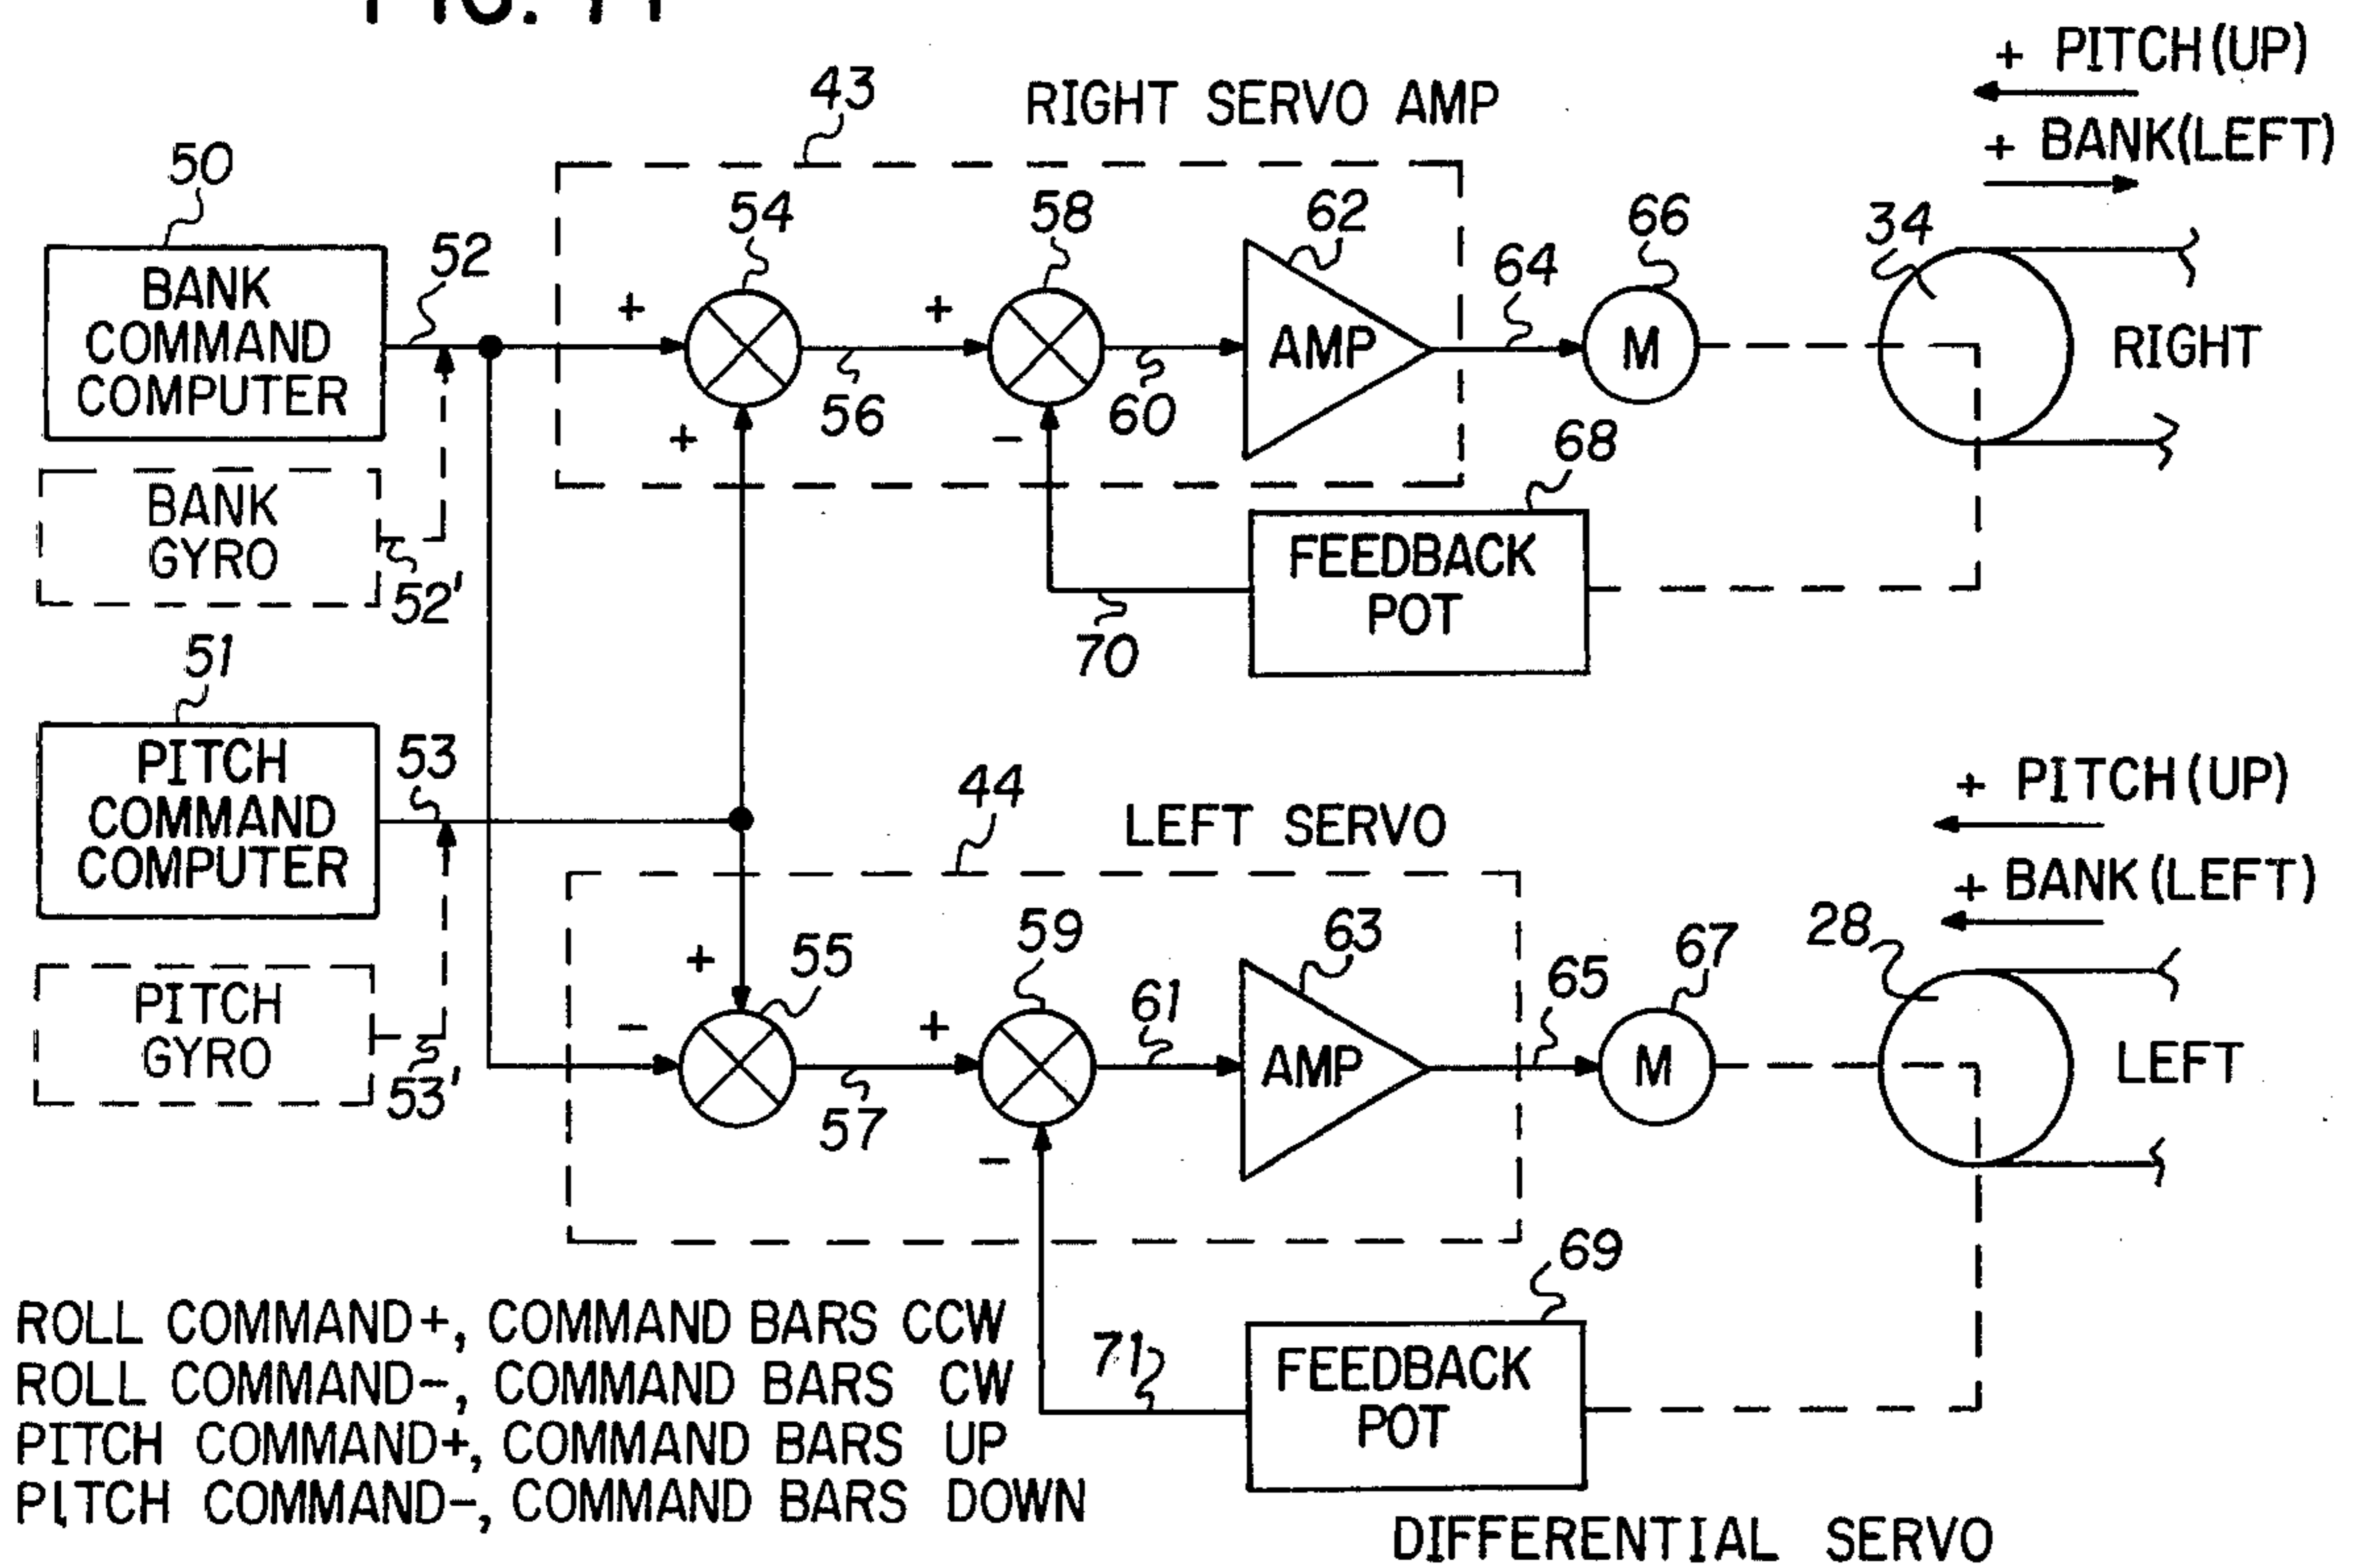 + PITCH(UP)
+ BANK(LEFT)
43
RIGHT SERVO AMP
50
52
54
58
62
64
66
34
BANK
COMMAND
COMPUTER
+
+
AMP
M
RIGHT
56
60
+
-
68
BANK
GYRO
52'
FEEDBACK
POT
70
51
53
PITCH
COMMAND
COMPUTER
44
LEFT SERVO
+ PITCH(UP)
+ BANK(LEFT)
55
59
63
65
67
28
+
-
+
61
AMP
M
LEFT
PITCH
GYRO
53'
57
-
69
71
FEEDBACK
POT
ROLL COMMAND+, COMMAND BARS CCW
ROLL COMMAND-, COMMAND BARS CW
PITCH COMMAND+, COMMAND BARS UP
PITCH COMMAND-, COMMAND BARS DOWN
DIFFERENTIAL SERVO